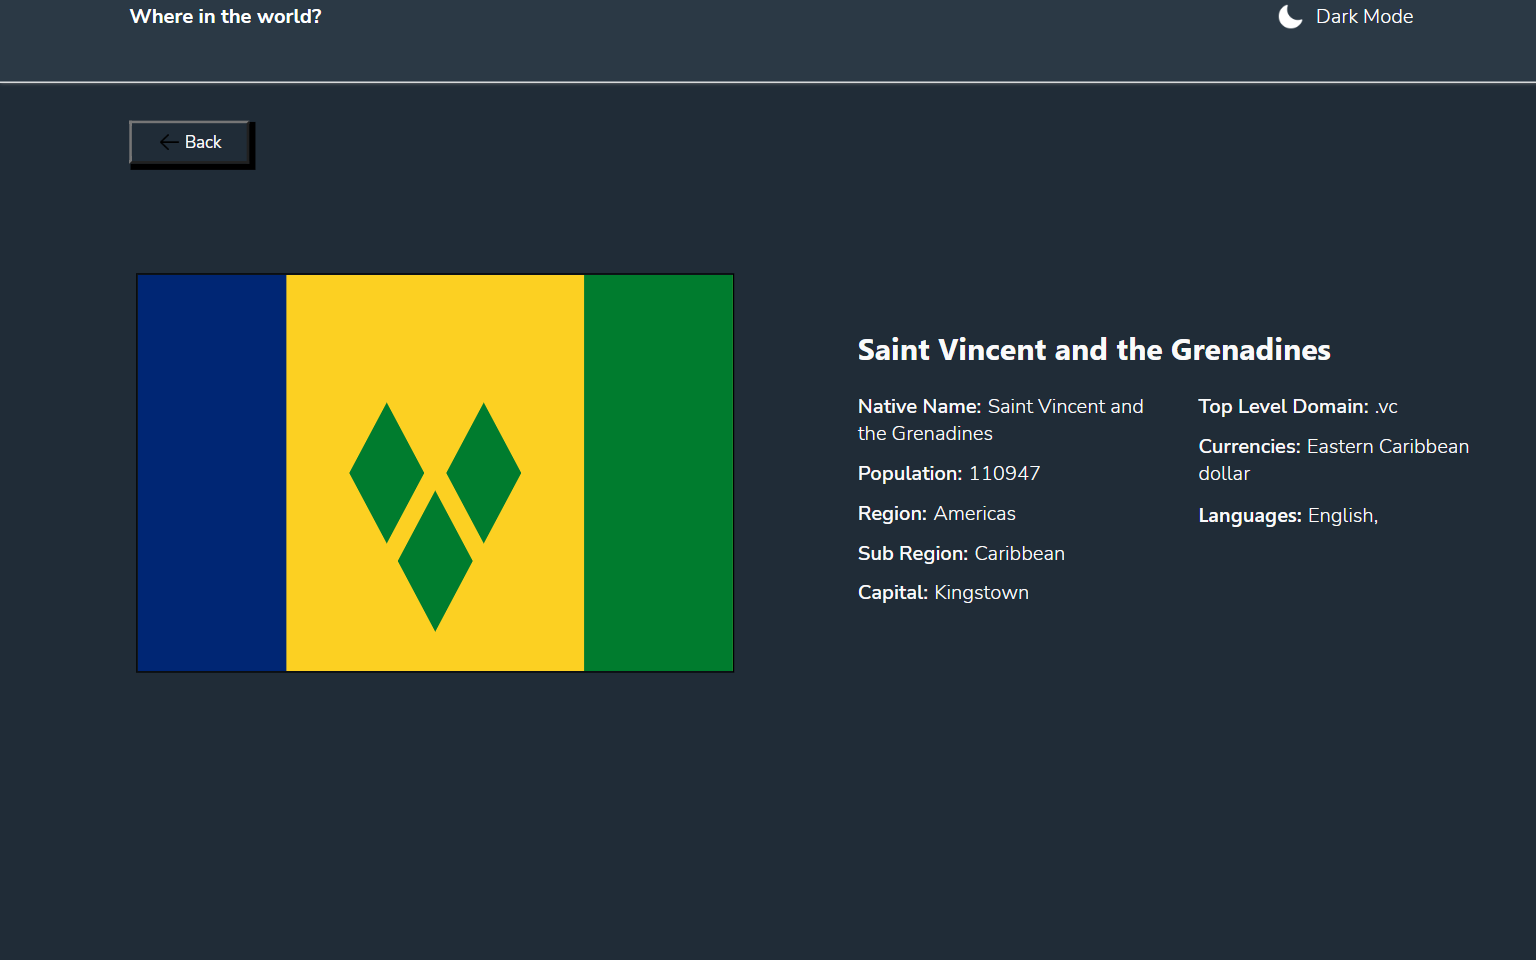 Where in the world?
Dark Mode
Back
Saint Vincent and the Grenadines
Native Name: Saint Vincent and
the Grenadines
Population: 110947
Region: Americas
Sub Region: Caribbean
Capital: Kingstown
Top Level Domain: .vc
Currencies: Eastern Caribbean
dollar
Languages: English,